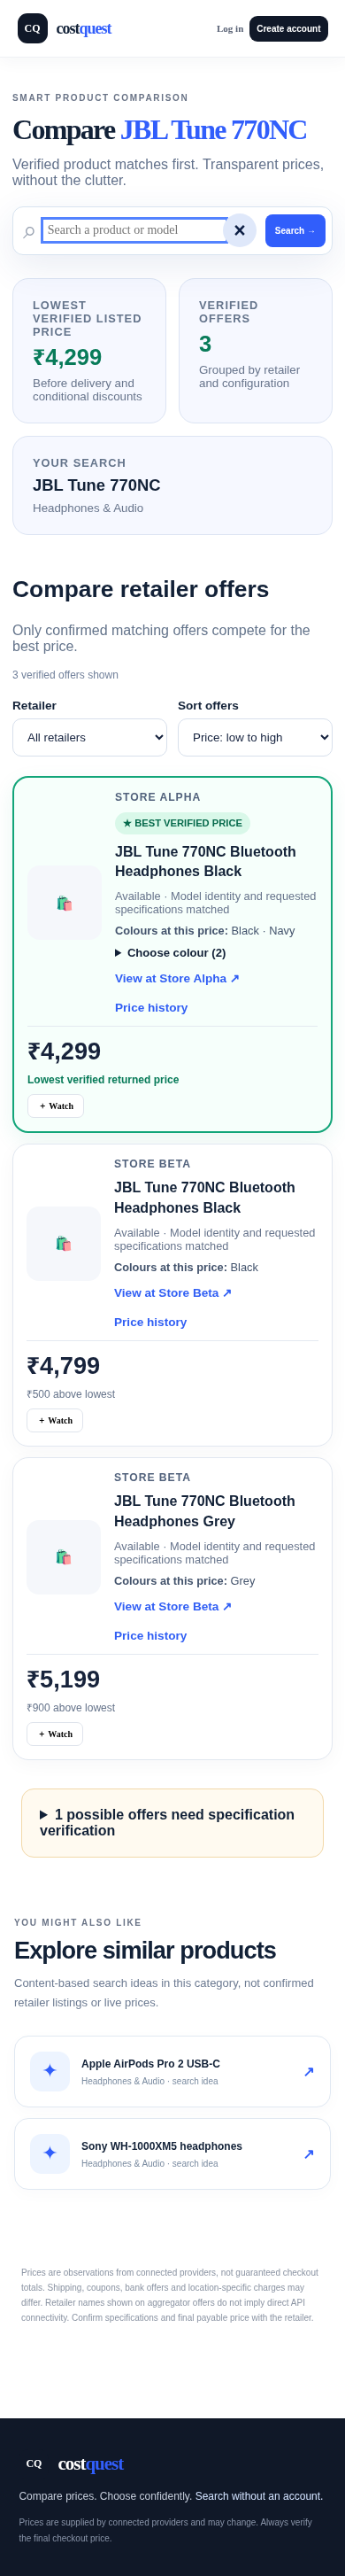 CQ costquest Log in Create account
SMART PRODUCT COMPARISON
Compare JBL Tune 770NC
Verified product matches first. Transparent prices,
without the clutter.
Search a product or model ✕ Search →
LOWEST
VERIFIED LISTED
PRICE
₹4,299
Before delivery and
conditional discounts
VERIFIED
OFFERS
3
Grouped by retailer
and configuration
YOUR SEARCH
JBL Tune 770NC
Headphones & Audio
Compare retailer offers
Only confirmed matching offers compete for the
best price.
3 verified offers shown
Retailer
All retailers
Sort offers
Price: low to high
STORE ALPHA
★ BEST VERIFIED PRICE
JBL Tune 770NC Bluetooth
Headphones Black
Available · Model identity and requested
specifications matched
Colours at this price: Black · Navy
▶ Choose colour (2)
View at Store Alpha ↗
Price history
₹4,299
Lowest verified returned price
+ Watch
STORE BETA
JBL Tune 770NC Bluetooth
Headphones Black
Available · Model identity and requested
specifications matched
Colours at this price: Black
View at Store Beta ↗
Price history
₹4,799
₹500 above lowest
+ Watch
STORE BETA
JBL Tune 770NC Bluetooth
Headphones Grey
Available · Model identity and requested
specifications matched
Colours at this price: Grey
View at Store Beta ↗
Price history
₹5,199
₹900 above lowest
+ Watch
▶ 1 possible offers need specification
verification
YOU MIGHT ALSO LIKE
Explore similar products
Content-based search ideas in this category, not confirmed
retailer listings or live prices.
Apple AirPods Pro 2 USB-C
Headphones & Audio · search idea
↗
Sony WH-1000XM5 headphones
Headphones & Audio · search idea
↗
Prices are observations from connected providers, not guaranteed checkout
totals. Shipping, coupons, bank offers and location-specific charges may
differ. Retailer names shown on aggregator offers do not imply direct API
connectivity. Confirm specifications and final payable price with the retailer.
CQ costquest
Compare prices. Choose confidently. Search without an account.
Prices are supplied by connected providers and may change. Always verify
the final checkout price.